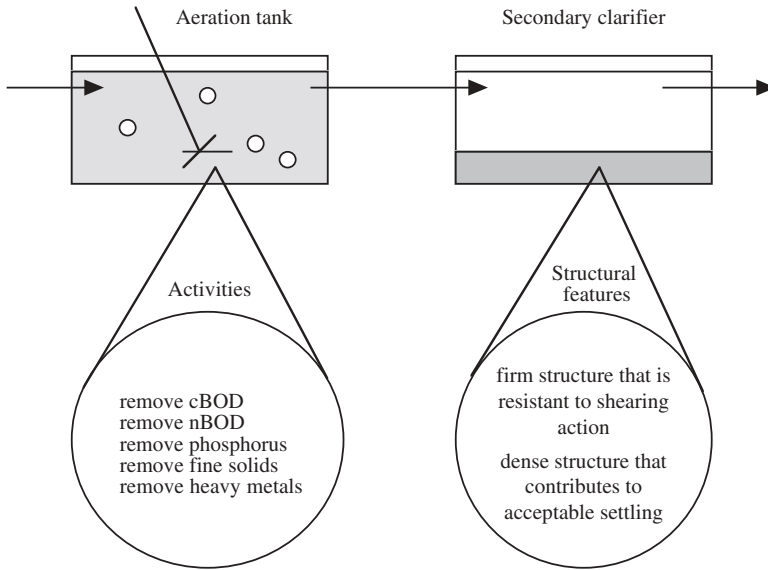 Aeration tank
Secondary clarifier
Activities
remove cBOD
remove nBOD
remove phosphorus
remove fine solids
remove heavy metals
Structural
features
firm structure that is
resistant to shearing
action
dense structure that
contributes to
acceptable settling